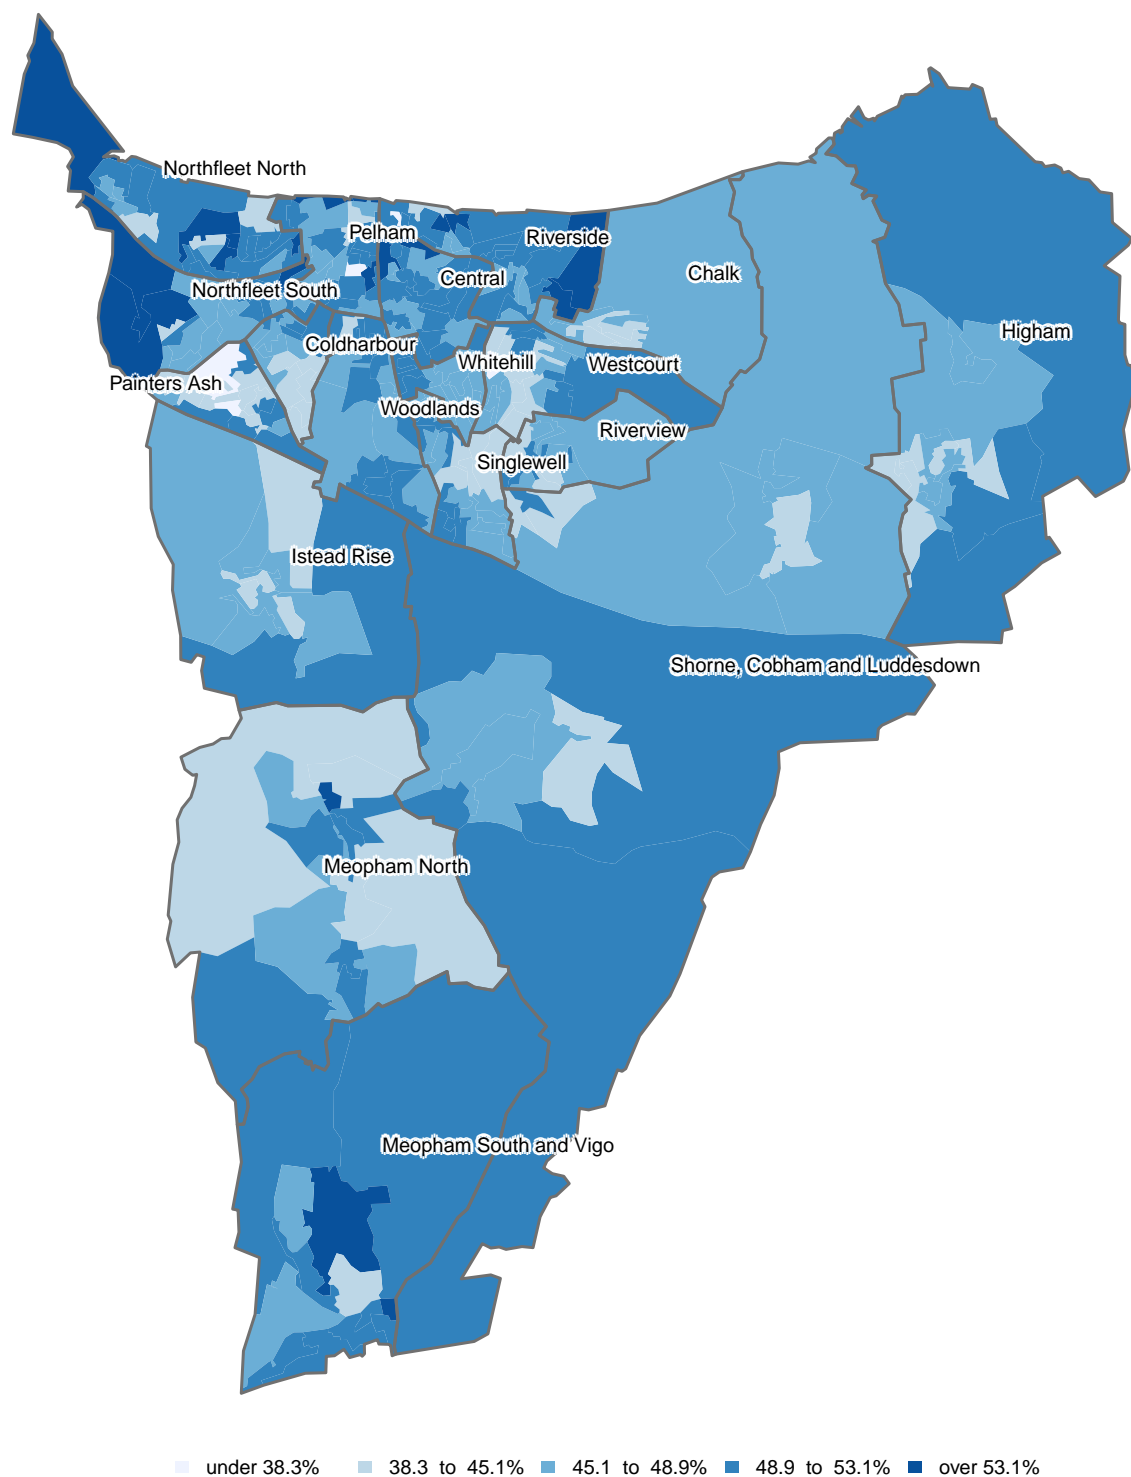 Northfleet North
Pelham
Riverside
Central
Chalk
Northfleet South
Higham
Coldharbour
Whitehill
Westcourt
Painters Ash
Woodlands
Riverview
Singlewell
Istead Rise
Shorne, Cobham and Luddesdown
Meopham North
Meopham South and Vigo
under 38.3% 38.3 to 45.1% 45.1 to 48.9% 48.9 to 53.1% over 53.1%